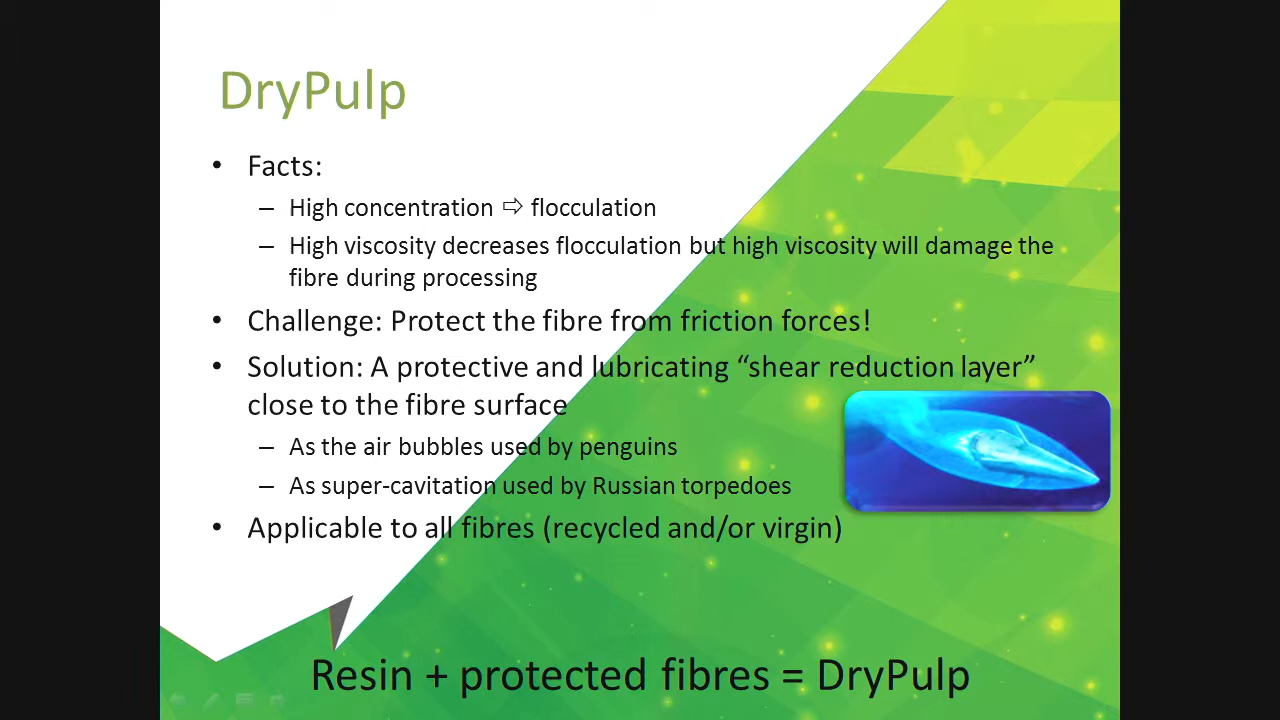 DryPulp
• Facts:
– High concentration ⇨ flocculation
– High viscosity decreases flocculation but high viscosity will damage the
fibre during processing
• Challenge: Protect the fibre from friction forces!
• Solution: A protective and lubricating “shear reduction layer”
close to the fibre surface
– As the air bubbles used by penguins
– As super-cavitation used by Russian torpedoes
• Applicable to all fibres (recycled and/or virgin)
Resin + protected fibres = DryPulp